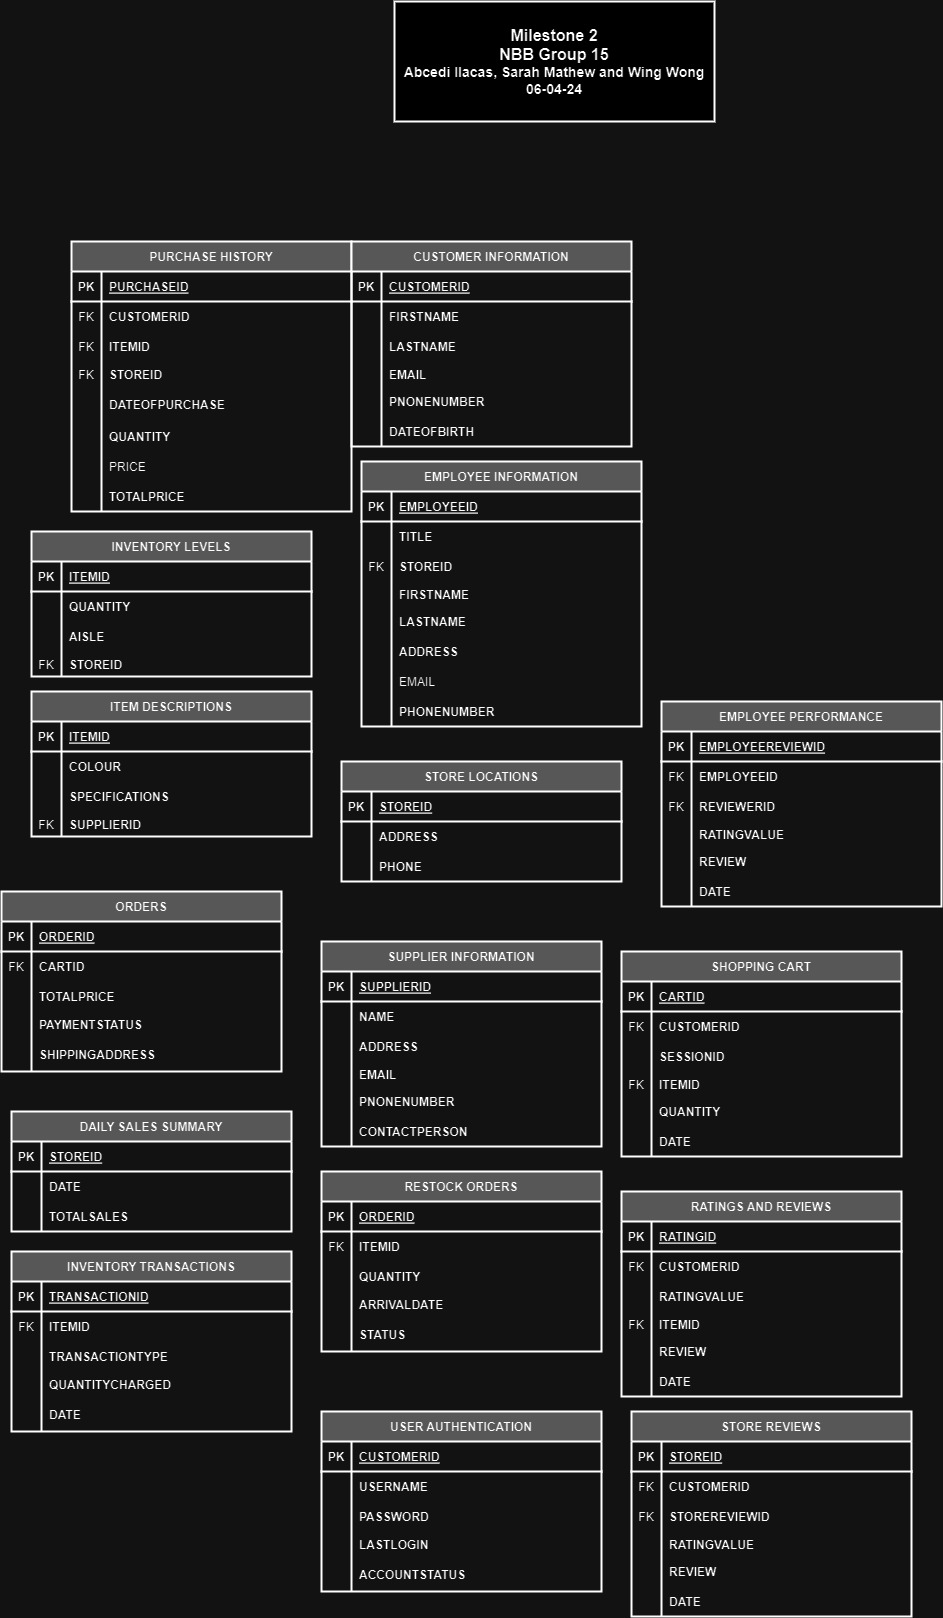 Milestone 2
NBB Group 15
Abcedi Ilacas, Sarah Mathew and Wing Wong
06-04-24
PURCHASE HISTORY
PK PURCHASEID
FK CUSTOMERID
FK ITEMID
FK STOREID
DATEOFPURCHASE
QUANTITY
PRICE
TOTALPRICE
CUSTOMER INFORMATION
PK CUSTOMERID
FIRSTNAME
LASTNAME
EMAIL
PNONENUMBER
DATEOFBIRTH
EMPLOYEE INFORMATION
PK EMPLOYEEID
TITLE
FK STOREID
FIRSTNAME
LASTNAME
ADDRESS
EMAIL
PHONENUMBER
INVENTORY LEVELS
PK ITEMID
QUANTITY
AISLE
FK STOREID
ITEM DESCRIPTIONS
PK ITEMID
COLOUR
SPECIFICATIONS
FK SUPPLIERID
EMPLOYEE PERFORMANCE
PK EMPLOYEEREVIEWID
FK EMPLOYEEID
FK REVIEWERID
RATINGVALUE
REVIEW
DATE
STORE LOCATIONS
PK STOREID
ADDRESS
PHONE
ORDERS
PK ORDERID
FK CARTID
TOTALPRICE
PAYMENTSTATUS
SHIPPINGADDRESS
SUPPLIER INFORMATION
PK SUPPLIERID
NAME
ADDRESS
EMAIL
PNONENUMBER
CONTACTPERSON
SHOPPING CART
PK CARTID
FK CUSTOMERID
SESSIONID
FK ITEMID
QUANTITY
DATE
DAILY SALES SUMMARY
PK STOREID
DATE
TOTALSALES
RESTOCK ORDERS
PK ORDERID
FK ITEMID
QUANTITY
ARRIVALDATE
STATUS
RATINGS AND REVIEWS
PK RATINGID
FK CUSTOMERID
RATINGVALUE
FK ITEMID
REVIEW
DATE
INVENTORY TRANSACTIONS
PK TRANSACTIONID
FK ITEMID
TRANSACTIONTYPE
QUANTITYCHARGED
DATE
USER AUTHENTICATION
PK CUSTOMERID
USERNAME
PASSWORD
LASTLOGIN
ACCOUNTSTATUS
STORE REVIEWS
PK STOREID
FK CUSTOMERID
FK STOREREVIEWID
RATINGVALUE
REVIEW
DATE